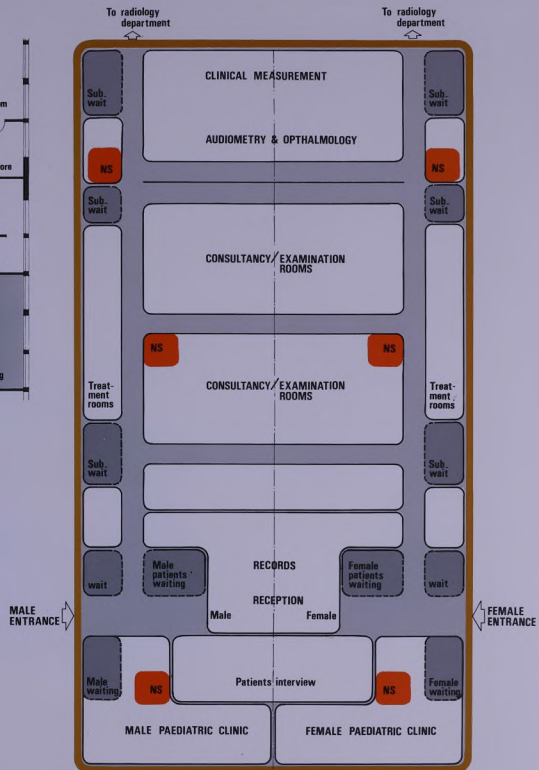 To radiology
department
To radiology
department
CLINICAL MEASUREMENT
Sub.
wait
Sub.
wait
om
AUDIOMETRY & OPTHALMOLOGY
ore
NS
NS
Sub.
wait
Sub.
wait
CONSULTANCY/EXAMINATION
ROOMS
NS
NS
CONSULTANCY/EXAMINATION
ROOMS
g
Treat-
ment
rooms
Treat-
ment
rooms
Sub.
wait
Sub.
wait
wait
Male
patients
waiting
RECORDS
Female
patients
waiting
wait
RECEPTION
Male
Female
MALE
ENTRANCE
FEMALE
ENTRANCE
Male
waiting
NS
Patients interview
NS
Female
waiting
MALE PAEDIATRIC CLINIC
FEMALE PAEDIATRIC CLINIC